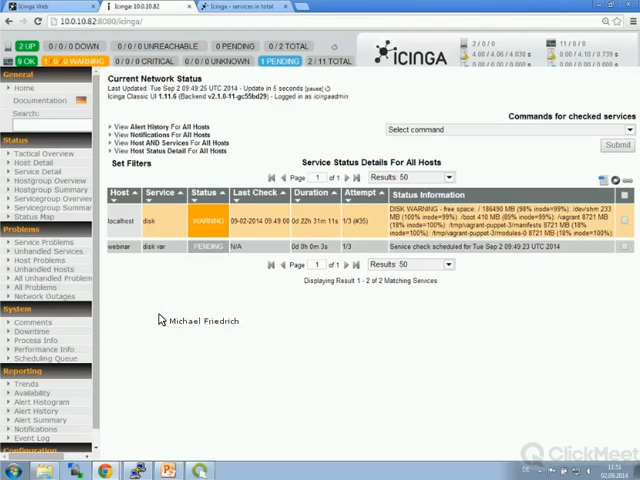 Icinga Web
Icinga 10.0.10.82
Icinga - services in total
10.0.10.82:8080/icinga/
2 UP
0 / 0 / 0 DOWN
0 / 0 / 0 UNREACHABLE
0 PENDING
0 / 2 TOTAL
0 OK
WARNING
0 / 0 / 0 CRITICAL
0 / 0 / 0 UNKNOWN
1 PENDING
2 / 11 TOTAL
ICINGA
2 / 0 / 0
11 / 0 / 0
General
Home
Documentation
Search:
Status
Tactical Overview
Host Detail
Service Detail
Hostgroup Overview
Hostgroup Summary
Servicegroup Overview
Servicegroup Summary
Status Map
Problems
Service Problems
Unhandled Services
Host Problems
Unhandled Hosts
All Unhandled Problems
All Problems
Network Outages
System
Comments
Downtime
Process Info
Performance Info
Scheduling Queue
Reporting
Trends
Availability
Alert Histogram
Alert History
Alert Summary
Notifications
Event Log
Configuration
Current Network Status
Last Updated: Tue Sep 2 09:49:25 UTC 2014 - Update in 5 seconds [pause]
Icinga Classic UI 1.11.6 (Backend v2.1.0-11-gc55bd29) - Logged in as icingaadmin
View Alert History For All Hosts
View Notifications For All Hosts
View Host AND Services For All Hosts
View Host Status Detail For All Hosts
Commands for checked services
Select command
Submit
Set Filters
Service Status Details For All Hosts
Page 1 of 1
Results: 50
Host
Service
Status
Last Check
Duration
Attempt
Status Information
localhost
disk
WARNING
09-02-2014 09:49:00
0d 22h 31m 11s
1/3 (#35)
DISK WARNING - free space: / 186490 MB (98% inode=99%): /dev/shm 233
MB (100% inode=99%): /boot 410 MB (89% inode=99%): /vagrant 8721 MB
(18% inode=100%): /tmp/vagrant-puppet-3/manifests 8721 MB (18%
inode=100%): /tmp/vagrant-puppet-3/modules-0 8721 MB (18% inode=100%):
webinar
disk var
PENDING
N/A
0d 0h 0m 3s
1/3
Service check scheduled for Tue Sep 2 09:49:23 UTC 2014
Page 1 of 1
Results: 50
Displaying Result 1 - 2 of 2 Matching Services
Michael Friedrich
ClickMeet
DE
11:51
02.09.2014